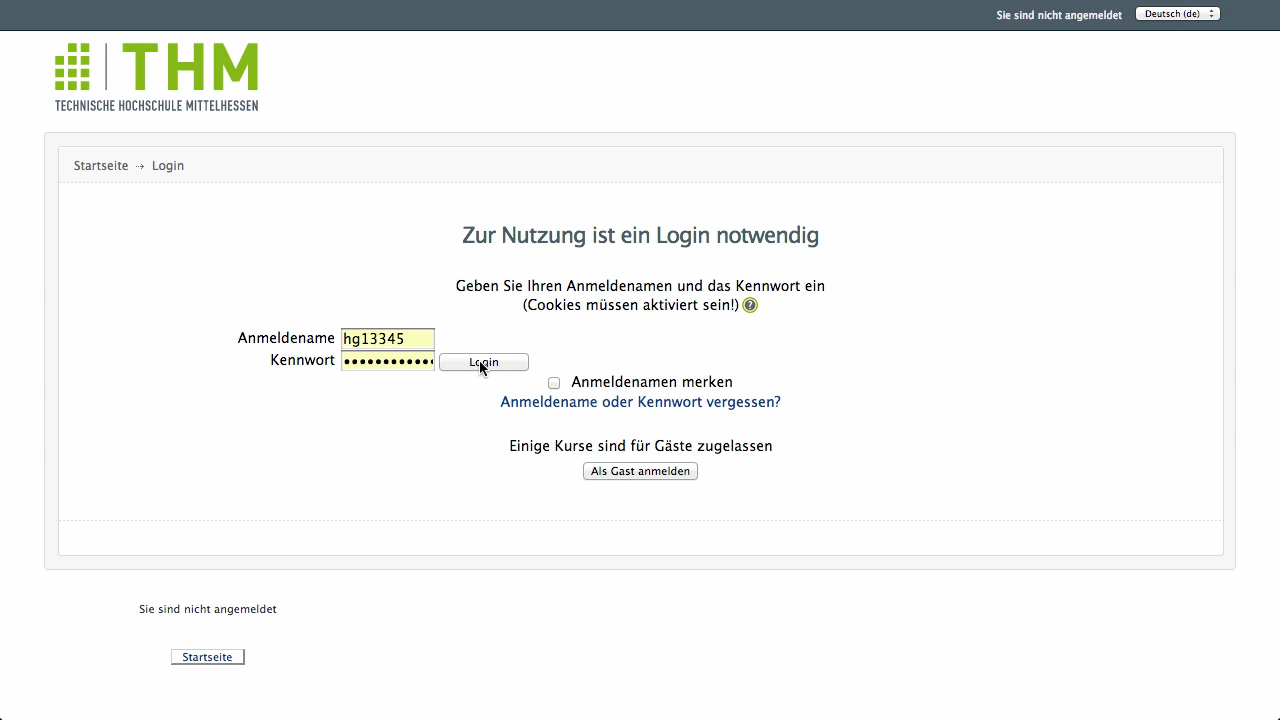 Sie sind nicht angemeldet
Deutsch (de)
THM
TECHNISCHE HOCHSCHULE MITTELHESSEN
Startseite → Login
Zur Nutzung ist ein Login notwendig
Geben Sie Ihren Anmeldenamen und das Kennwort ein
(Cookies müssen aktiviert sein!) ?
Anmeldename hg13345
Kennwort •••••••••••• Login
Anmeldenamen merken
Anmeldename oder Kennwort vergessen?
Einige Kurse sind für Gäste zugelassen
Als Gast anmelden
Sie sind nicht angemeldet
Startseite